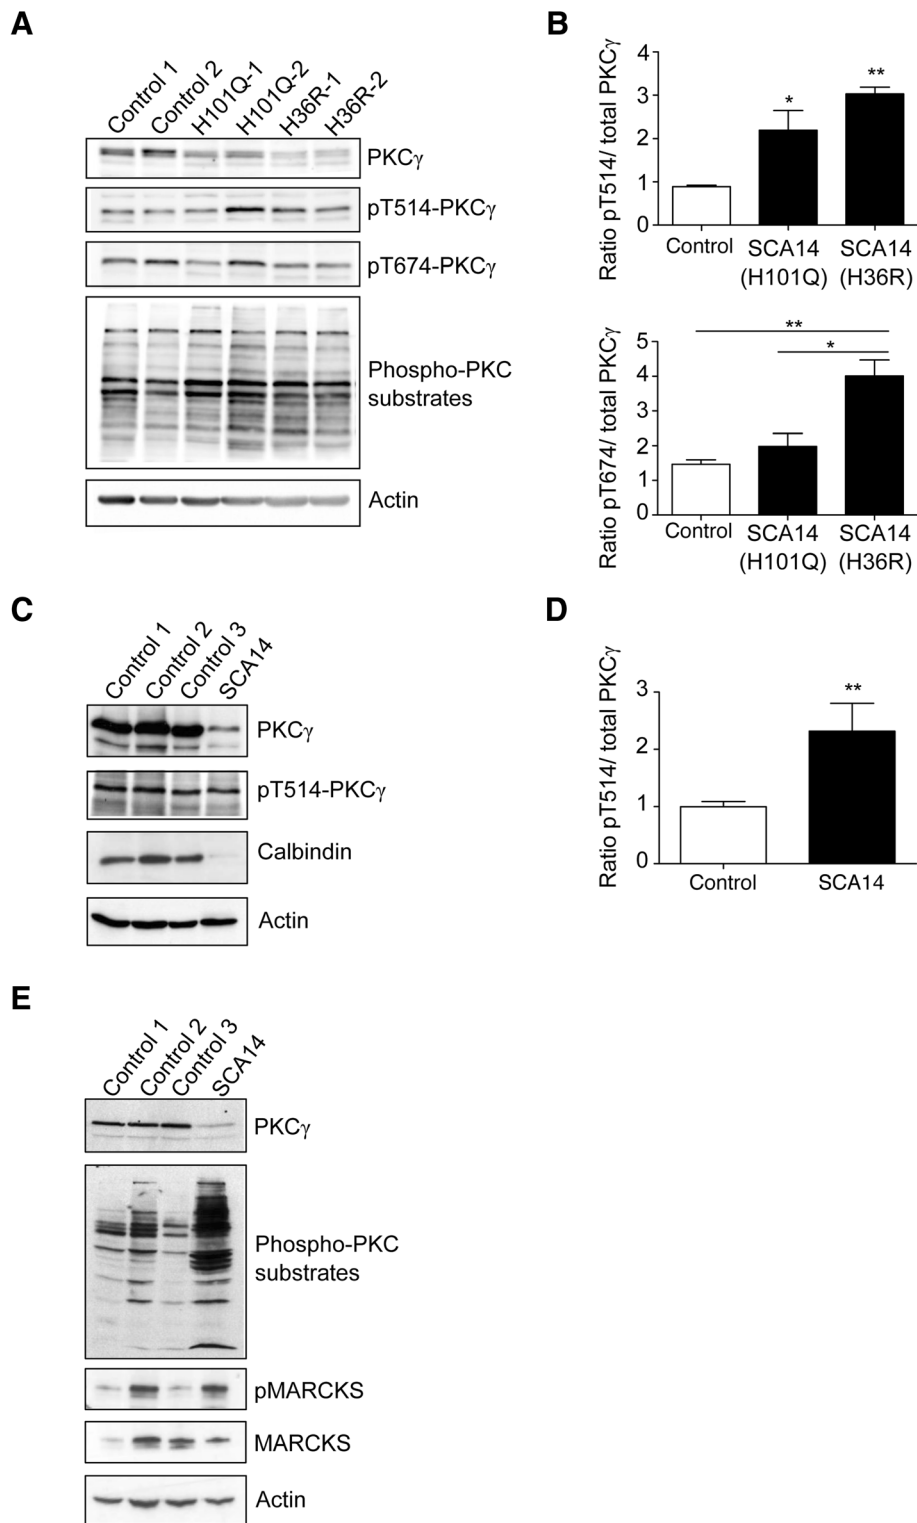 A
Control 1
Control 2
H101Q-1
H101Q-2
H36R-1
H36R-2
PKCγ
pT514-PKCγ
pT674-PKCγ
Phospho-PKC
substrates
Actin
B
Ratio pT514/ total PKCγ
4
3
2
1
0
*
**
Control
SCA14
(H101Q)
SCA14
(H36R)
Ratio pT674/ total PKCγ
5
4
3
2
1
0
**
*
Control
SCA14
(H101Q)
SCA14
(H36R)
C
Control 1
Control 2
Control 3
SCA14
PKCγ
pT514-PKCγ
Calbindin
Actin
D
Ratio pT514/ total PKCγ
3
2
1
0
**
Control
SCA14
E
Control 1
Control 2
Control 3
SCA14
PKCγ
Phospho-PKC
substrates
pMARCKS
MARCKS
Actin